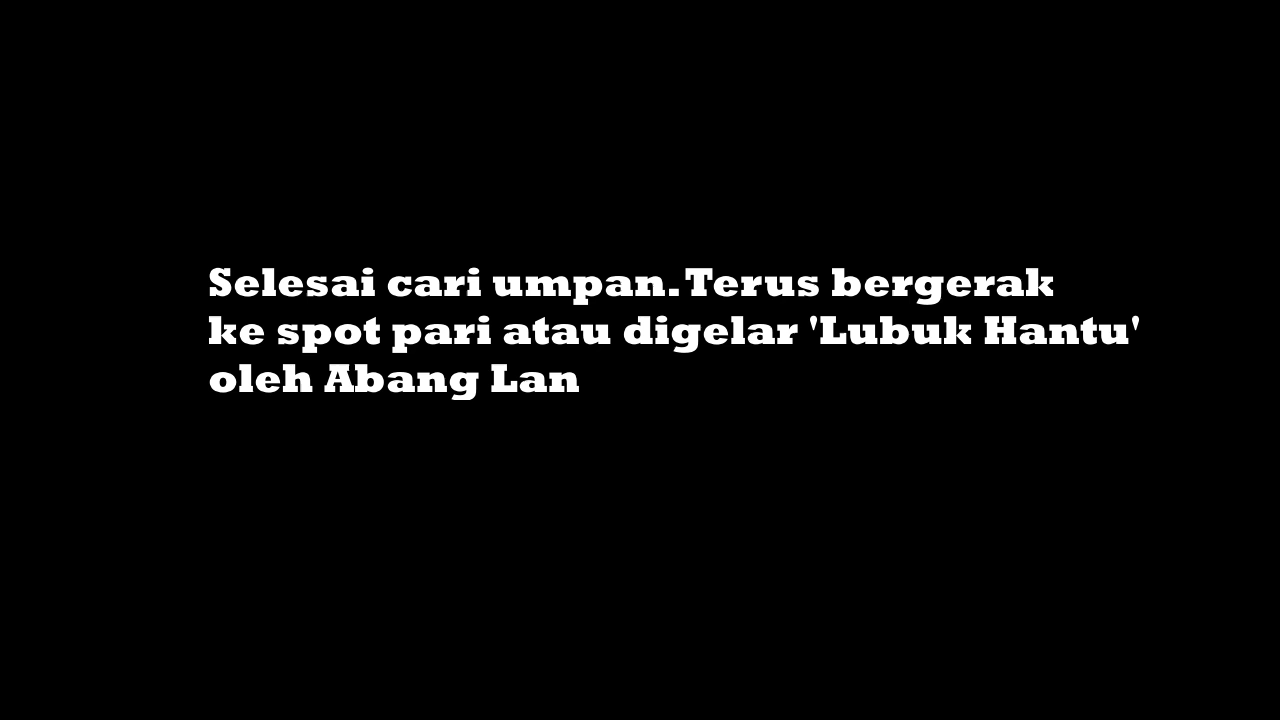 Selesai cari umpan.Terus bergerak
ke spot pari atau digelar 'Lubuk Hantu'
oleh Abang Lan